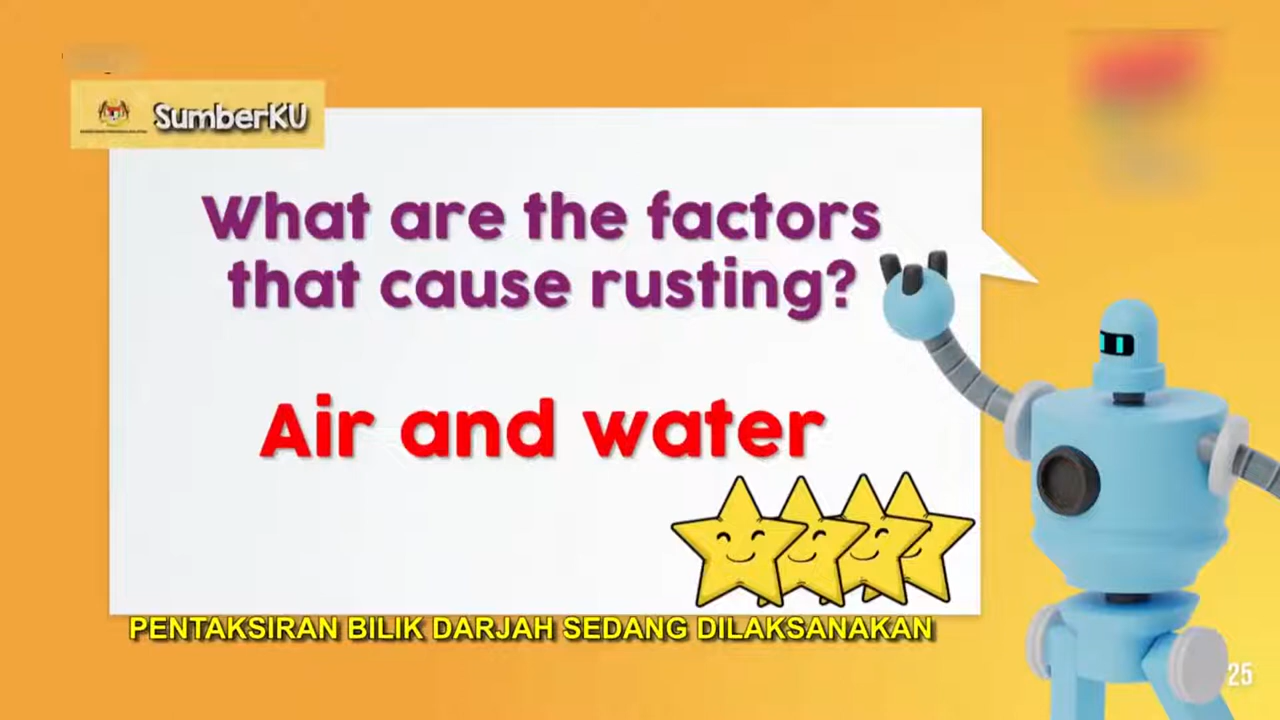 SumberKU
What are the factors
that cause rusting?
Air and water
PENTAKSIRAN BILIK DARJAH SEDANG DILAKSANAKAN
25